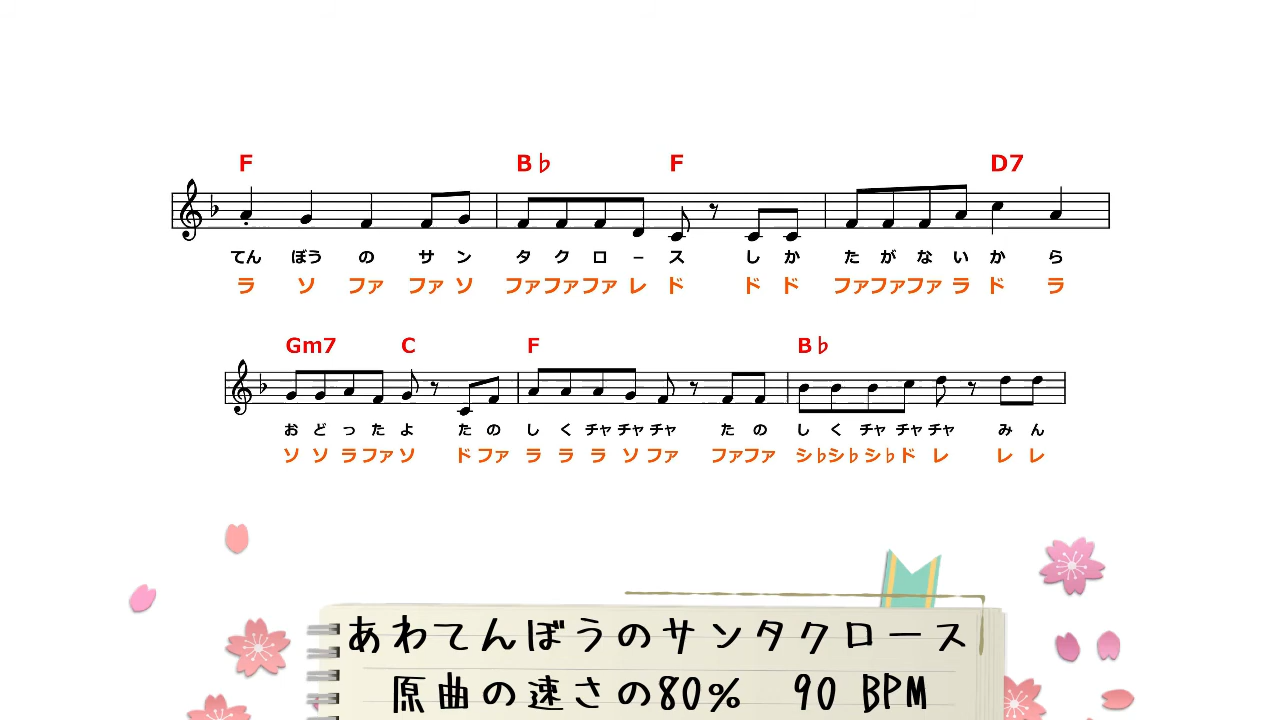 F B♭ F D7
てん ぼう の サ ン タ ク ロ ー ス し か た が な い か ら
ラ ソ ファ ファ ソ ファ ファ ファ レ ド ド ド ファ ファ ファ ラ ド ラ
Gm7 C F B♭
お ど っ た よ た の し く チャ チャ チャ た の し く チャ チャ チャ み ん
ソ ソ ラ ファ ソ ド ファ ラ ラ ラ ソ ファ ファ ファ シ♭ シ♭ シ♭ ド レ レ レ
あわてんぼうのサンタクロース
原曲の速さの80% 90 BPM